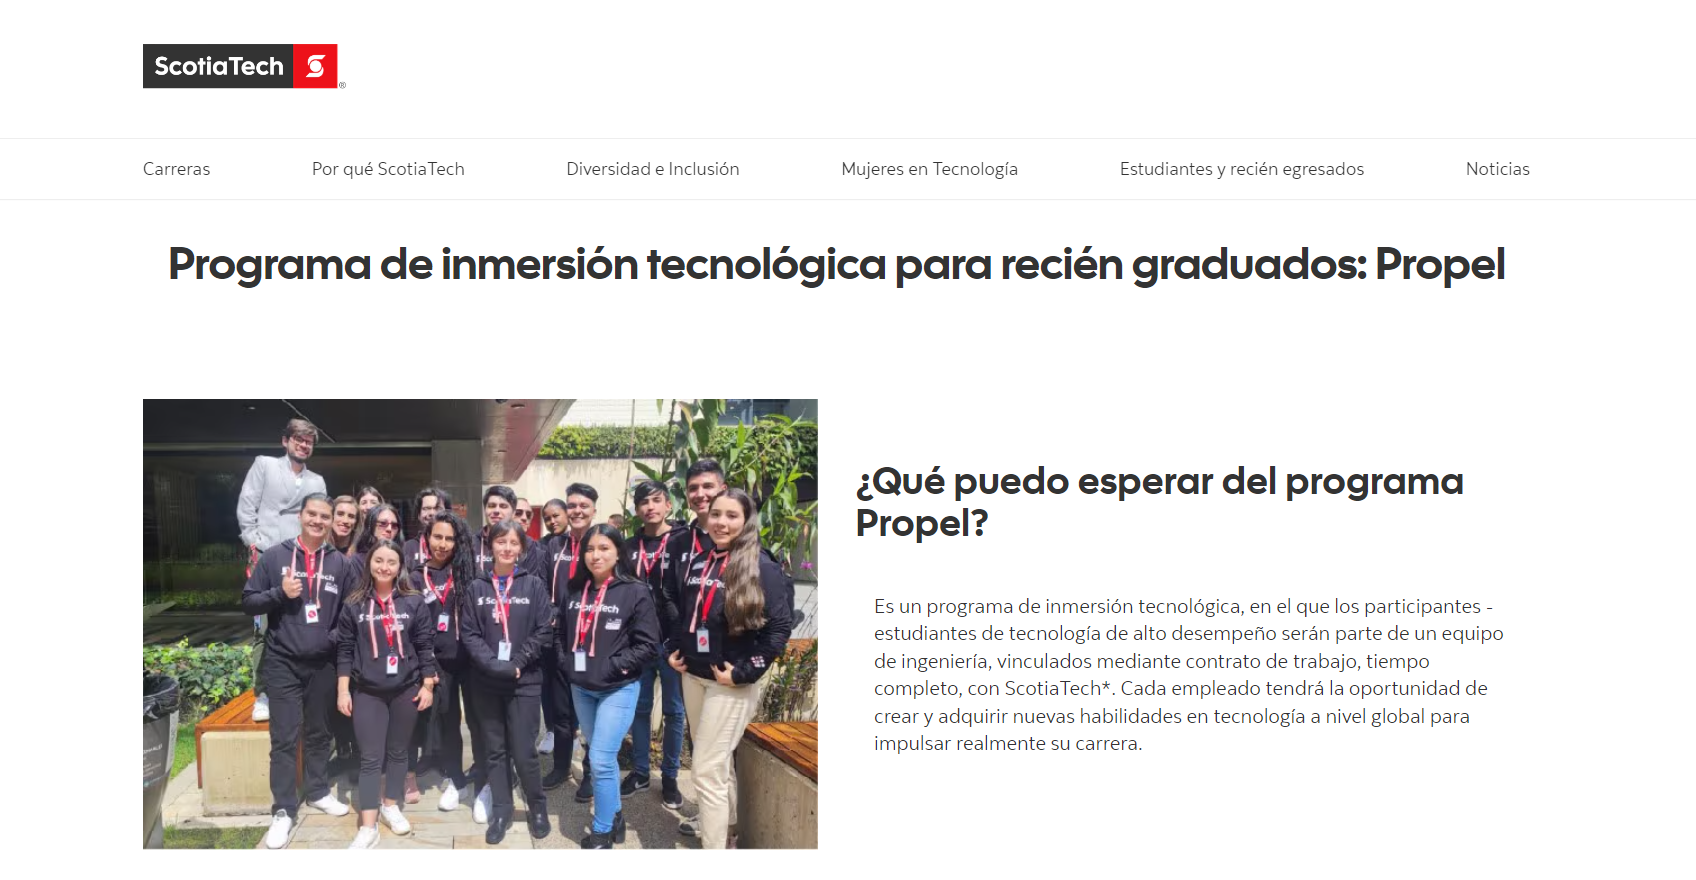 ScotiaTech
®
Carreras Por qué ScotiaTech Diversidad e Inclusión Mujeres en Tecnología Estudiantes y recién egresados Noticias
Programa de inmersión tecnológica para recién graduados: Propel
¿Qué puedo esperar del programa
Propel?
Es un programa de inmersión tecnológica, en el que los participantes -
estudiantes de tecnología de alto desempeño serán parte de un equipo
de ingeniería, vinculados mediante contrato de trabajo, tiempo
completo, con ScotiaTech*. Cada empleado tendrá la oportunidad de
crear y adquirir nuevas habilidades en tecnología a nivel global para
impulsar realmente su carrera.
ScotiaTech
ScotiaTech
ScotiaTech
ScotiaTech